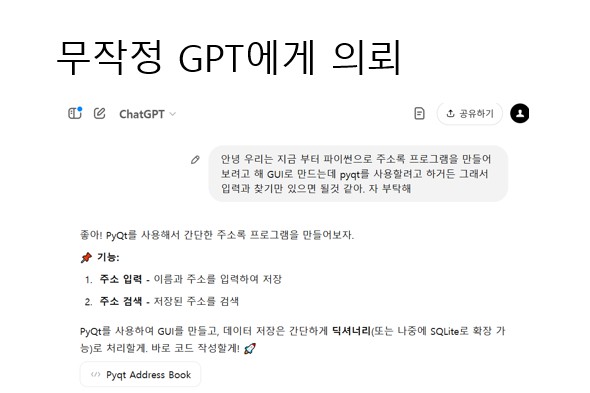 무작정 GPT에게 의뢰
ChatGPT
공유하기
안녕 우리는 지금 부터 파이썬으로 주소록 프로그램을 만들어
보려고 해 GUI로 만드는데 pyqt를 사용할려고 하거든 그래서
입력과 찾기만 있으면 될것 같아. 자 부탁해
좋아! PyQt를 사용해서 간단한 주소록 프로그램을 만들어보자.
📌 기능:
1. 주소 입력 - 이름과 주소를 입력하여 저장
2. 주소 검색 - 저장된 주소를 검색
PyQt를 사용하여 GUI를 만들고, 데이터 저장은 간단하게 딕셔너리(또는 나중에 SQLite로 확장 가
능)로 처리할게. 바로 코드 작성할게! 🚀
Pyqt Address Book